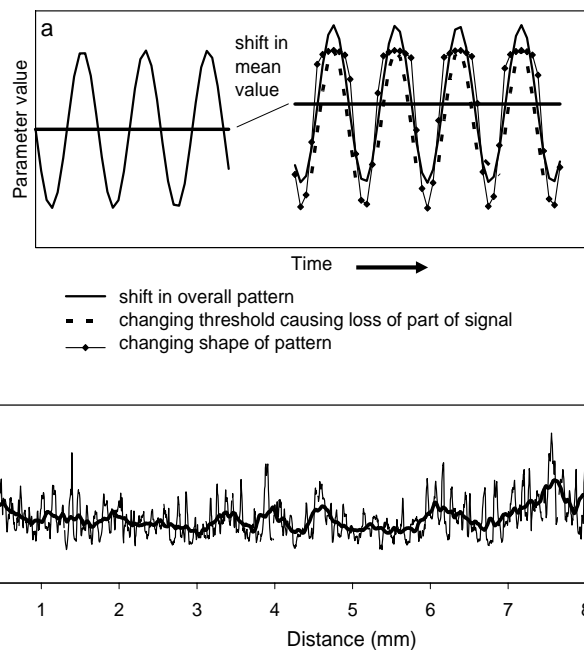 a
shift in
mean
value
Parameter value
Time
shift in overall pattern
changing threshold causing loss of part of signal
changing shape of pattern
1 2 3 4 5 6 7 8
Distance (mm)